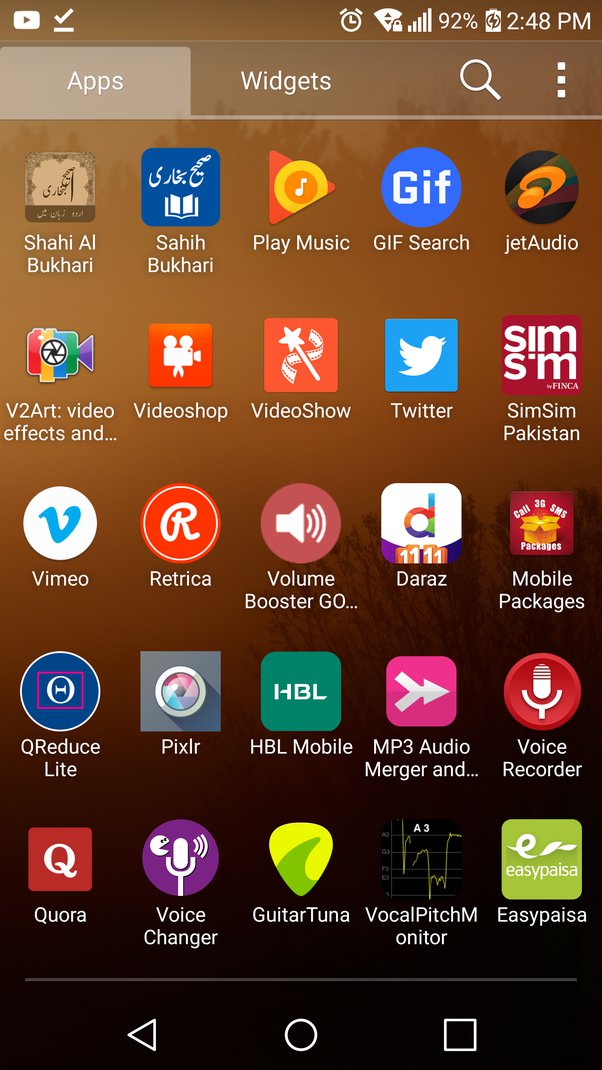 92% 2:48 PM
Apps
Widgets
صحیح بخاری
اردو زبان میں
Shahi Al
Bukhari
صحیح بخاری
Sahih
Bukhari
Play Music
Gif
GIF Search
jetAudio
V2Art: video
effects and…
Videoshop
VideoShow
Twitter
sim
s-m
by FINCA
SimSim
Pakistan
Vimeo
R
Retrica
Volume
Booster GO…
d
11 11
Daraz
Call 3G SMS
Packages
Mobile
Packages
QReduce
Lite
Pixlr
HBL
HBL Mobile
MP3 Audio
Merger and…
Voice
Recorder
Q
Quora
Voice
Changer
GuitarTuna
A 3
VocalPitchM
onitor
easypaisa
Easypaisa